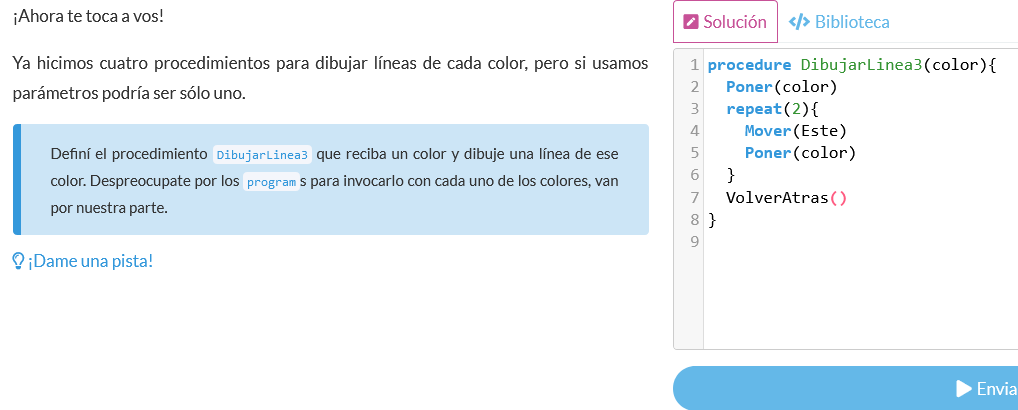 ¡Ahora te toca a vos!
Ya hicimos cuatro procedimientos para dibujar líneas de cada color, pero si usamos
parámetros podría ser sólo uno.
Definí el procedimiento DibujarLinea3 que reciba un color y dibuje una línea de ese
color. Despreocupate por los programs para invocarlo con cada uno de los colores, van
por nuestra parte.
¡Dame una pista!
Solución
Biblioteca
1 procedure DibujarLinea3(color){
2 Poner(color)
3 repeat(2){
4 Mover(Este)
5 Poner(color)
6 }
7 VolverAtras()
8 }
9
Envia